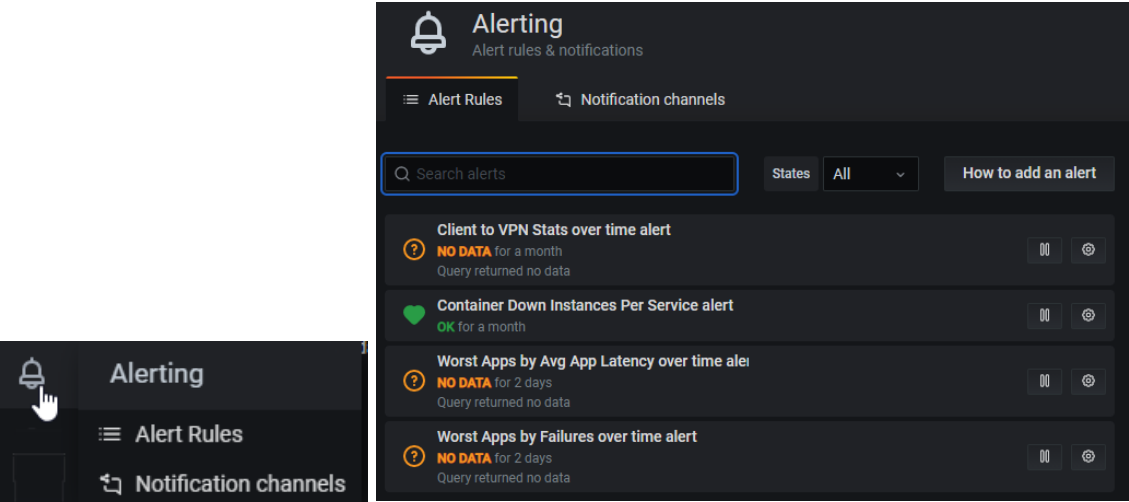 Alerting
Alert Rules
Notification channels
Alerting
Alert rules & notifications
Alert Rules
Notification channels
Search alerts
States
All
How to add an alert
Client to VPN Stats over time alert
NO DATA for a month
Query returned no data
Container Down Instances Per Service alert
OK for a month
Worst Apps by Avg App Latency over time aler
NO DATA for 2 days
Query returned no data
Worst Apps by Failures over time alert
NO DATA for 2 days
Query returned no data